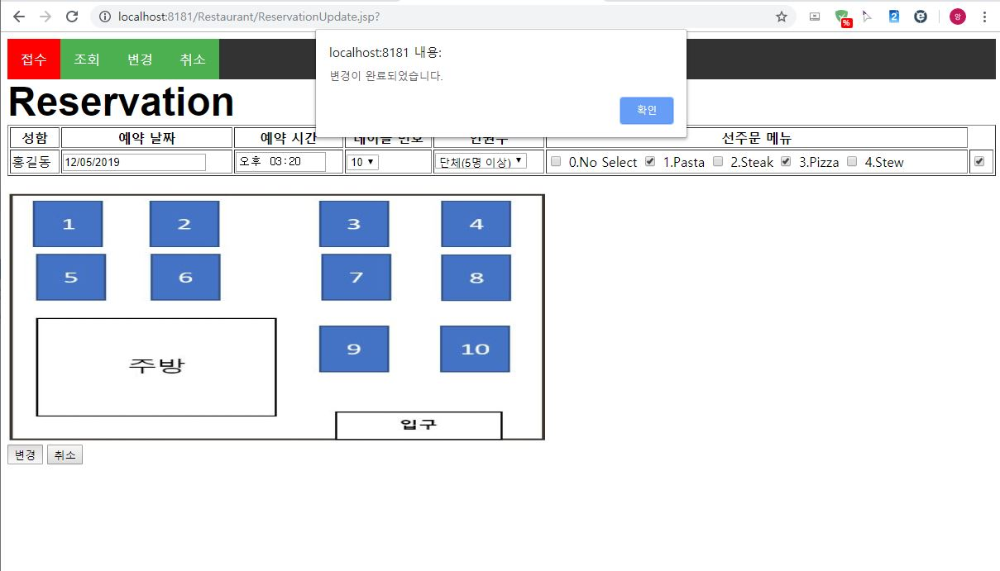 localhost:8181/Restaurant/ReservationUpdate.jsp?
% 2 양
접수 조회 변경 취소
localhost:8181 내용:
변경이 완료되었습니다.
확인
Reservation
성함 예약 날짜 예약 시간 테이블 번호 인원수 선주문 메뉴
홍길동 12/05/2019 오후 03:20 10 단체(5명 이상) 0.No Select 1.Pasta 2.Steak 3.Pizza 4.Stew
1 2 3 4
5 6 7 8
9 10
주방
입구
변경 취소